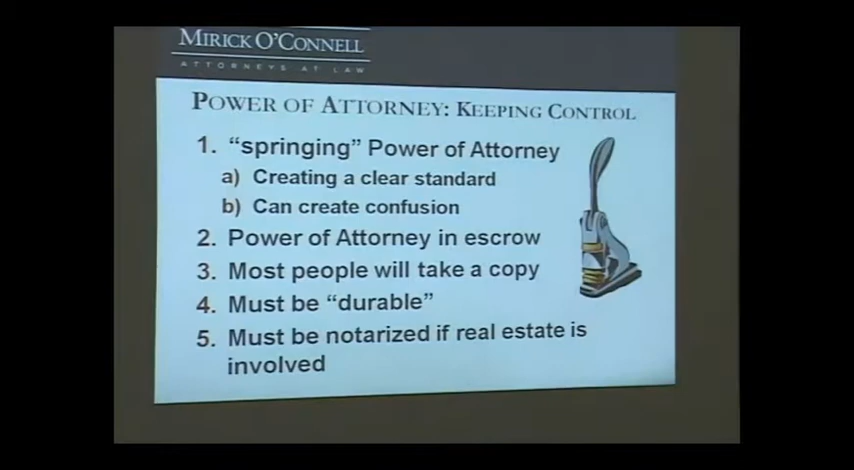 MIRICK O'CONNELL
ATTORNEYS AT LAW
POWER OF ATTORNEY: KEEPING CONTROL
1. “springing” Power of Attorney
a) Creating a clear standard
b) Can create confusion
2. Power of Attorney in escrow
3. Most people will take a copy
4. Must be “durable”
5. Must be notarized if real estate is
involved